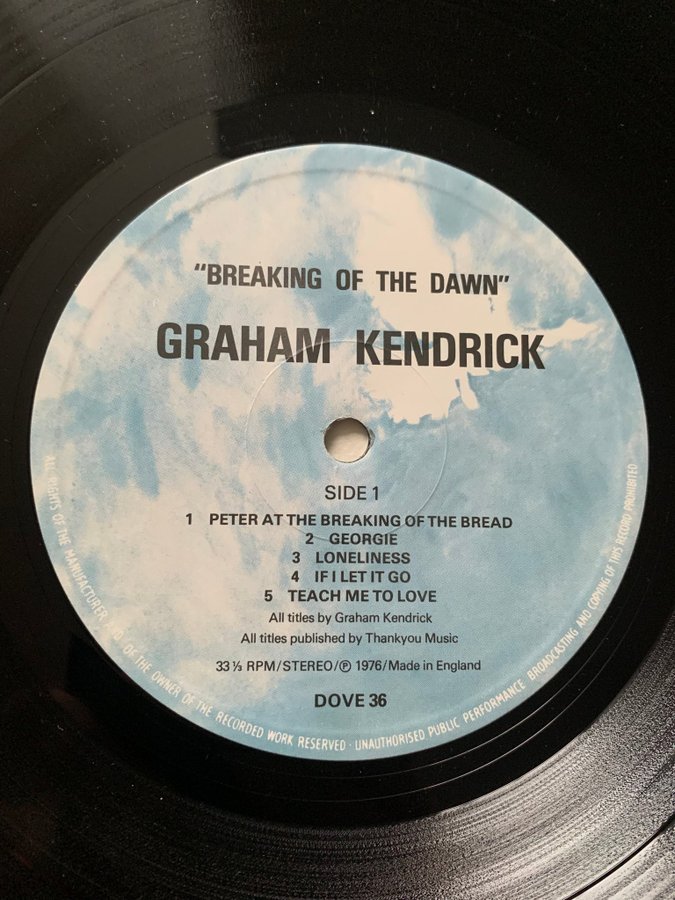 "BREAKING OF THE DAWN"
GRAHAM KENDRICK
SIDE 1
1 PETER AT THE BREAKING OF THE BREAD
2 GEORGIE
3 LONELINESS
4 IF I LET IT GO
5 TEACH ME TO LOVE
All titles by Graham Kendrick
All titles published by Thankyou Music
33 ⅓ RPM/STEREO/Ⓟ 1976/Made in England
DOVE 36
ALL RIGHTS OF THE MANUFACTURER AND OF THE OWNER OF THE RECORDED WORK RESERVED · UNAUTHORISED PUBLIC PERFORMANCE BROADCASTING AND COPYING OF THIS RECORD PROHIBITED